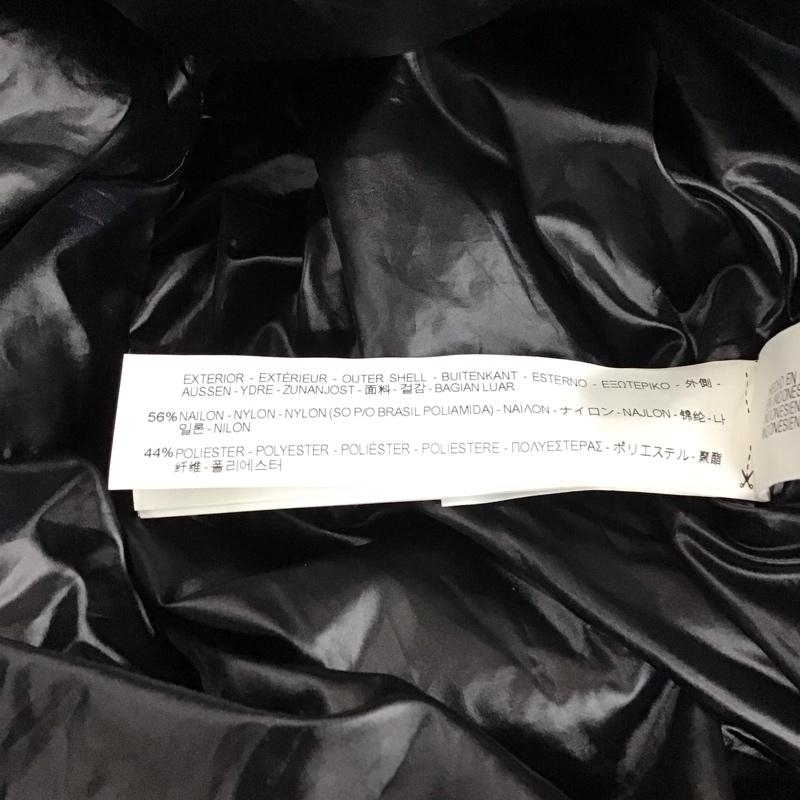 EXTERIOR - EXTÉRIEUR - OUTER SHELL - BUITENKANT - ESTERNO - ΕΞΩΤΕΡΙΚΟ - 外側 -
AUSSEN - YDRE - ZUNANJOST - 面料 - 겉감 - BAGIAN LUAR
56% NAILON - NYLON - NYLON (SO P/O BRASIL POLIAMIDA) - ΝΑΪΛΟΝ - ナイロン - NAJLON - 锦纶 - 나
일론 - NILON
44% POLIESTER - POLYESTER - POLIÉSTER - POLIESTERE - ΠΟΛΥΕΣΤΕΡΑΣ - ポリエステル - 聚酯
纤维 - 폴리에스터